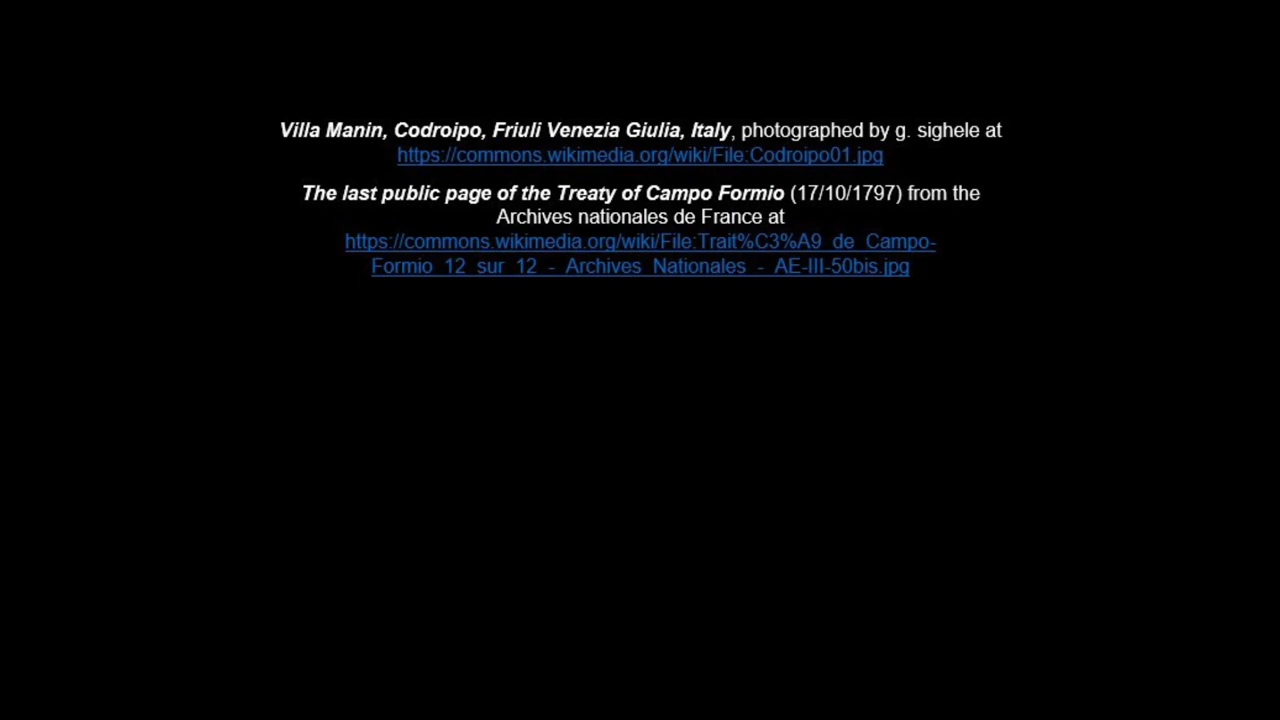 Villa Manin, Codroipo, Friuli Venezia Giulia, Italy, photographed by g. sighele at
https://commons.wikimedia.org/wiki/File:Codroipo01.jpg
The last public page of the Treaty of Campo Formio (17/10/1797) from the
Archives nationales de France at
https://commons.wikimedia.org/wiki/File:Trait%C3%A9_de_Campo-
Formio_12_sur_12_-_Archives_Nationales_-_AE-III-50bis.jpg